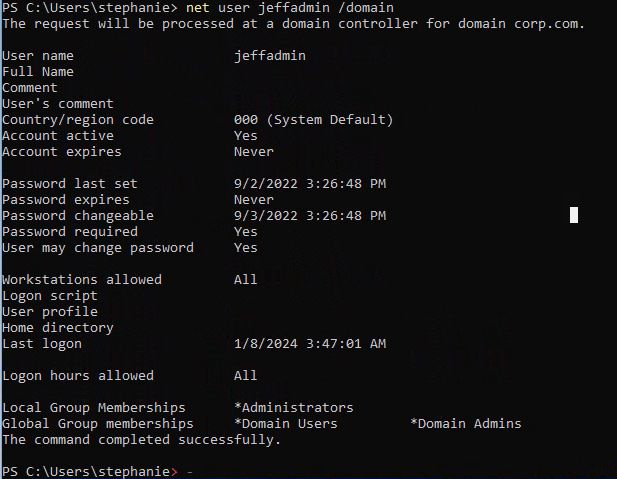 PS C:\Users\stephanie> net user jeffadmin /domain
The request will be processed at a domain controller for domain corp.com.
User name jeffadmin
Full Name
Comment
User's comment
Country/region code 000 (System Default)
Account active Yes
Account expires Never
Password last set 9/2/2022 3:26:48 PM
Password expires Never
Password changeable 9/3/2022 3:26:48 PM
Password required Yes
User may change password Yes
Workstations allowed All
Logon script
User profile
Home directory
Last logon 1/8/2024 3:47:01 AM
Logon hours allowed All
Local Group Memberships *Administrators
Global Group memberships *Domain Users *Domain Admins
The command completed successfully.
PS C:\Users\stephanie> -